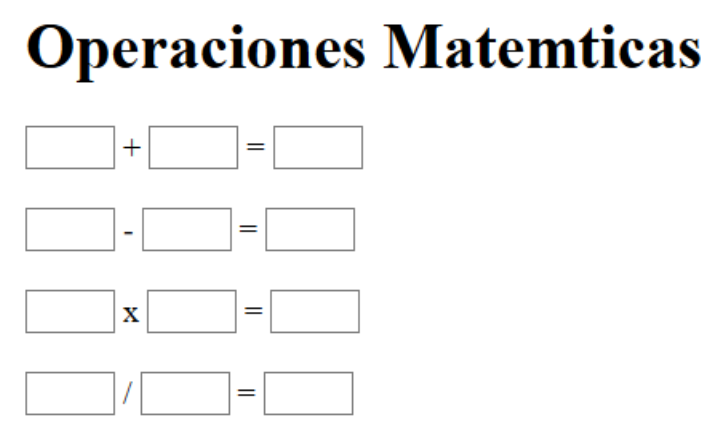 Operaciones Matemticas
+ =
- =
x =
/ =